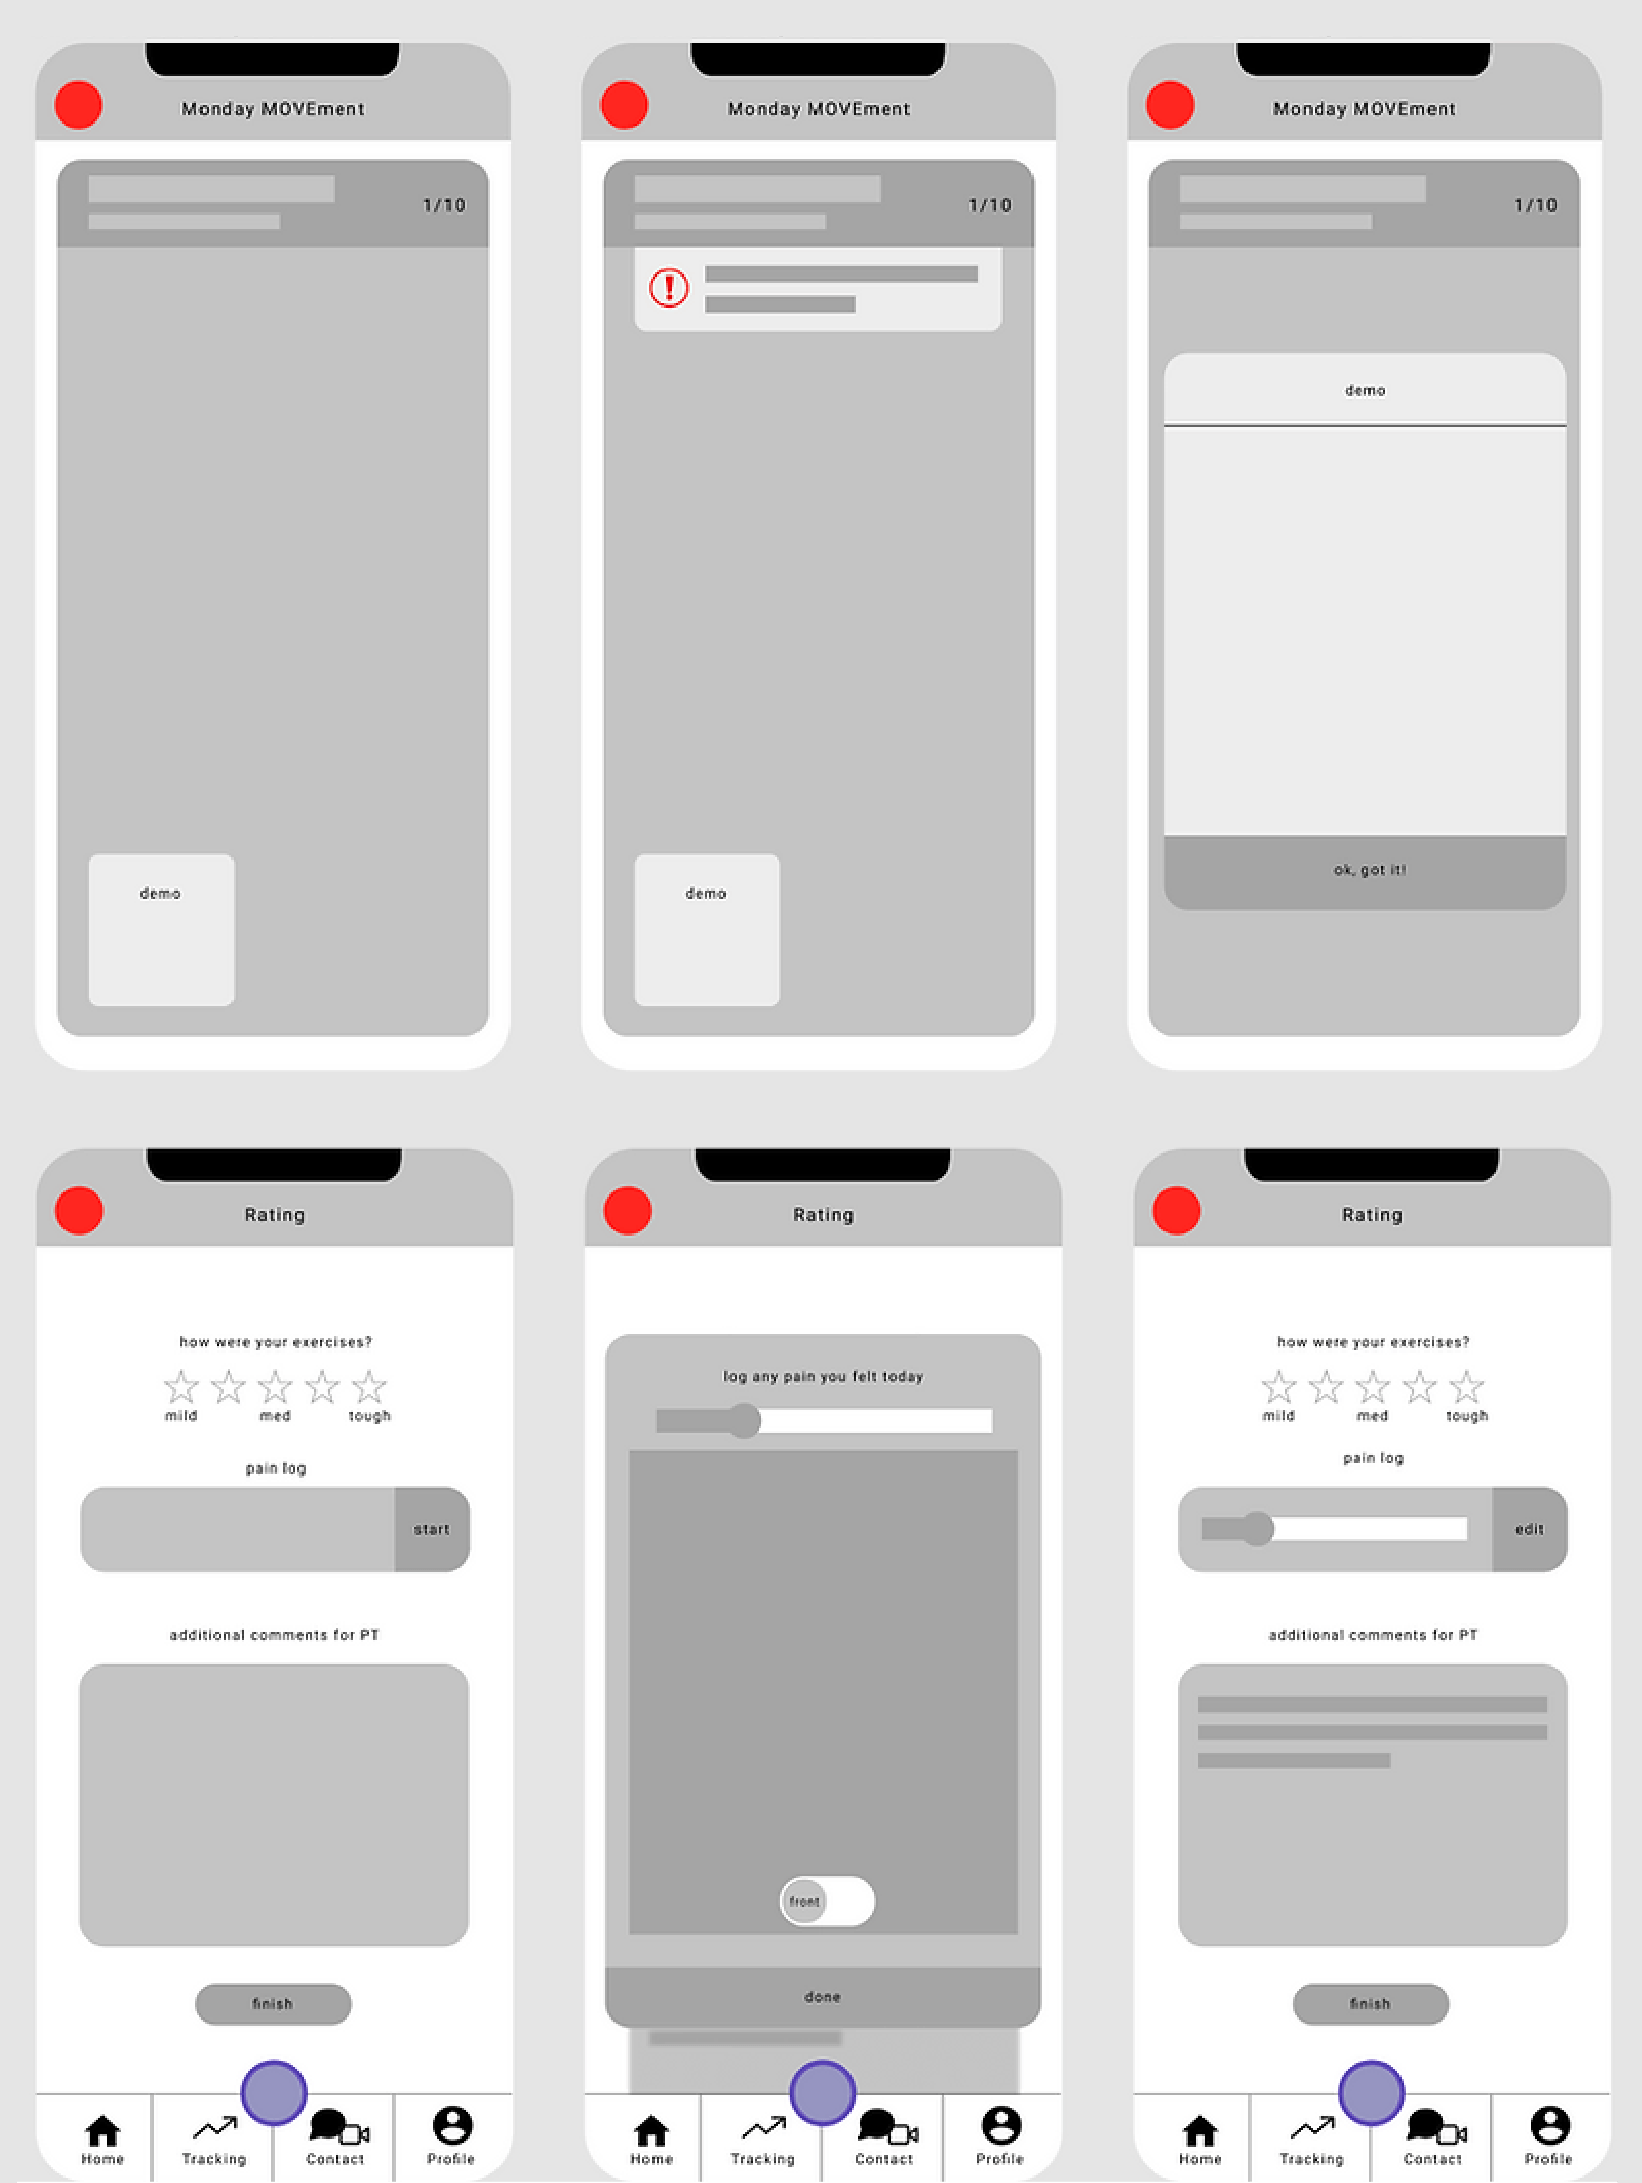 Monday MOVEment
1/10
demo
Monday MOVEment
1/10
!
demo
Monday MOVEment
1/10
demo
ok, got it!
Rating
how were your exercises?
mild med tough
pain log
start
additional comments for PT
finish
Home Tracking Contact Profile
Rating
log any pain you felt today
front
done
Home Tracking Contact Profile
Rating
how were your exercises?
mild med tough
pain log
edit
additional comments for PT
finish
Home Tracking Contact Profile